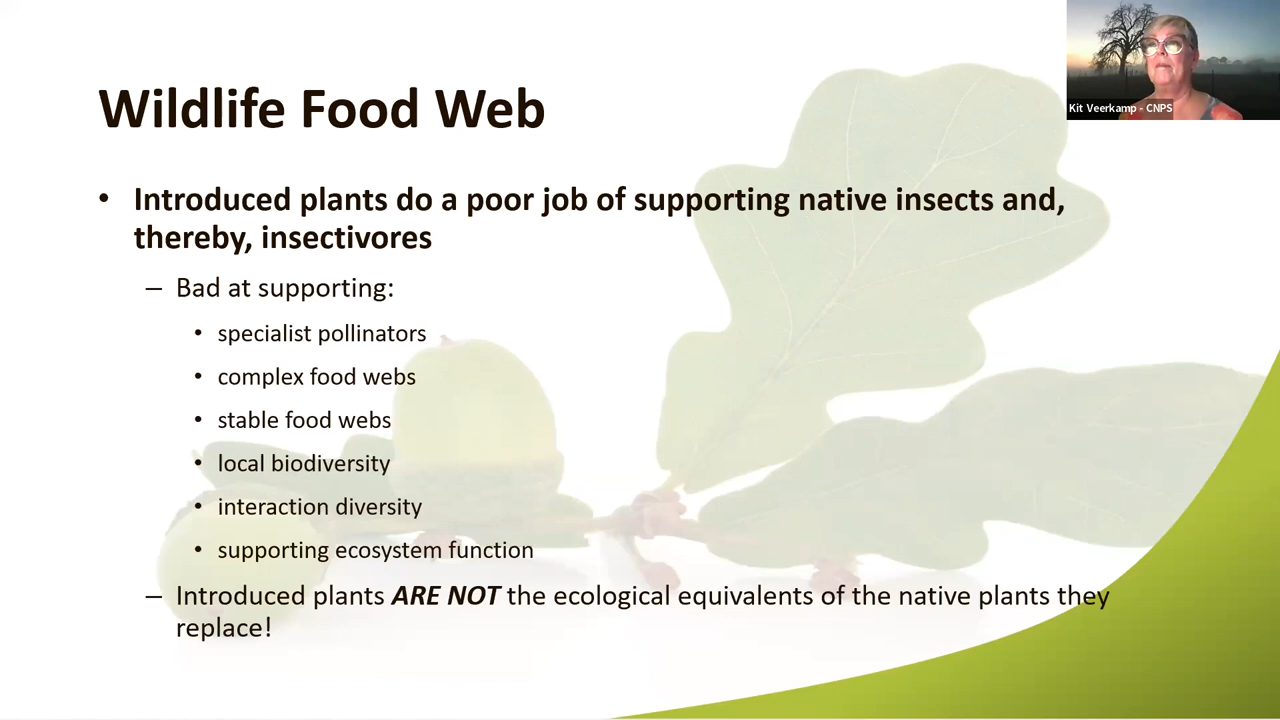 Kit Veerkamp - CNPS
Wildlife Food Web
• Introduced plants do a poor job of supporting native insects and,
thereby, insectivores
– Bad at supporting:
• specialist pollinators
• complex food webs
• stable food webs
• local biodiversity
• interaction diversity
• supporting ecosystem function
– Introduced plants ARE NOT the ecological equivalents of the native plants they
replace!